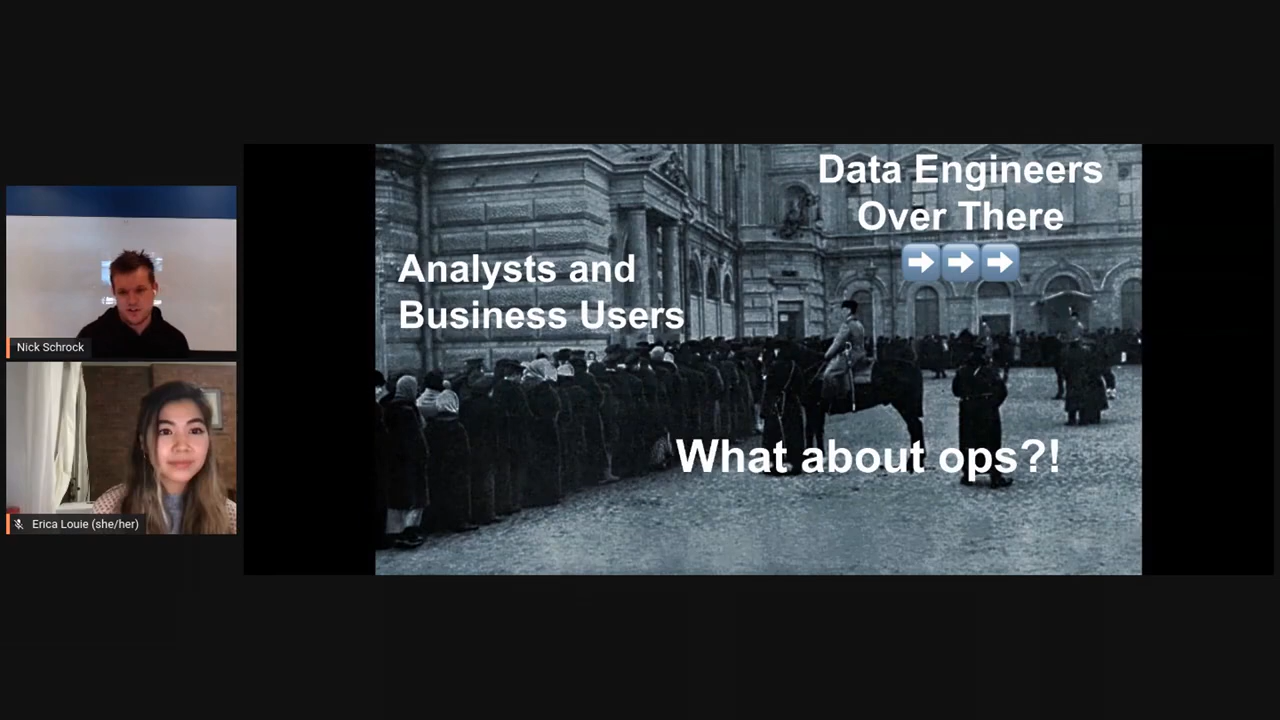 Data Engineers
Over There
➡➡➡
Analysts and
Business Users
What about ops?!
Nick Schrock
Erica Louie (she/her)